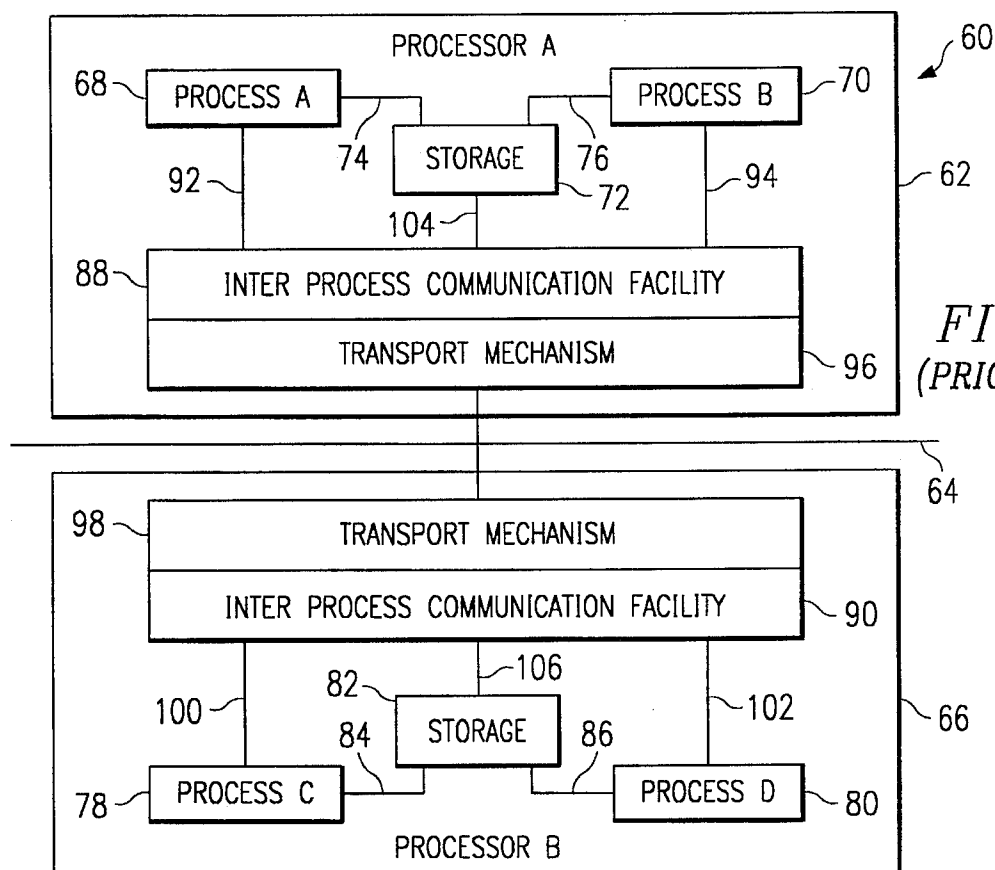 PROCESSOR A
60
68
PROCESS A
PROCESS B
70
74
STORAGE
76
92
72
94
62
104
88
INTER PROCESS COMMUNICATION FACILITY
TRANSPORT MECHANISM
96
FI
(PRIO
64
98
TRANSPORT MECHANISM
INTER PROCESS COMMUNICATION FACILITY
90
106
82
100
STORAGE
102
66
84
86
78
PROCESS C
PROCESS D
80
PROCESSOR B